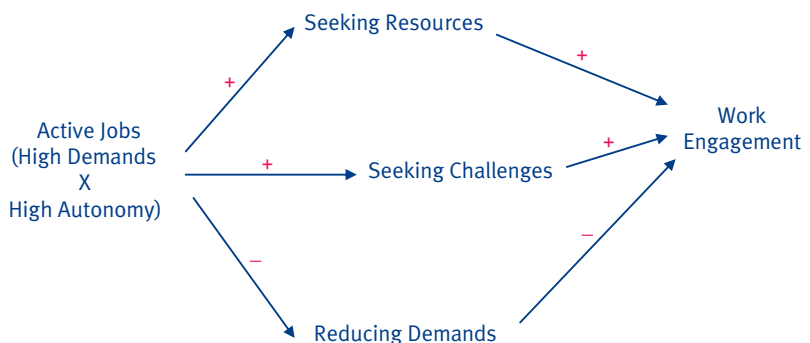 Seeking Resources
+
+
Active Jobs
(High Demands
X
High Autonomy)
+
Seeking Challenges
+
Work
Engagement
–
–
Reducing Demands